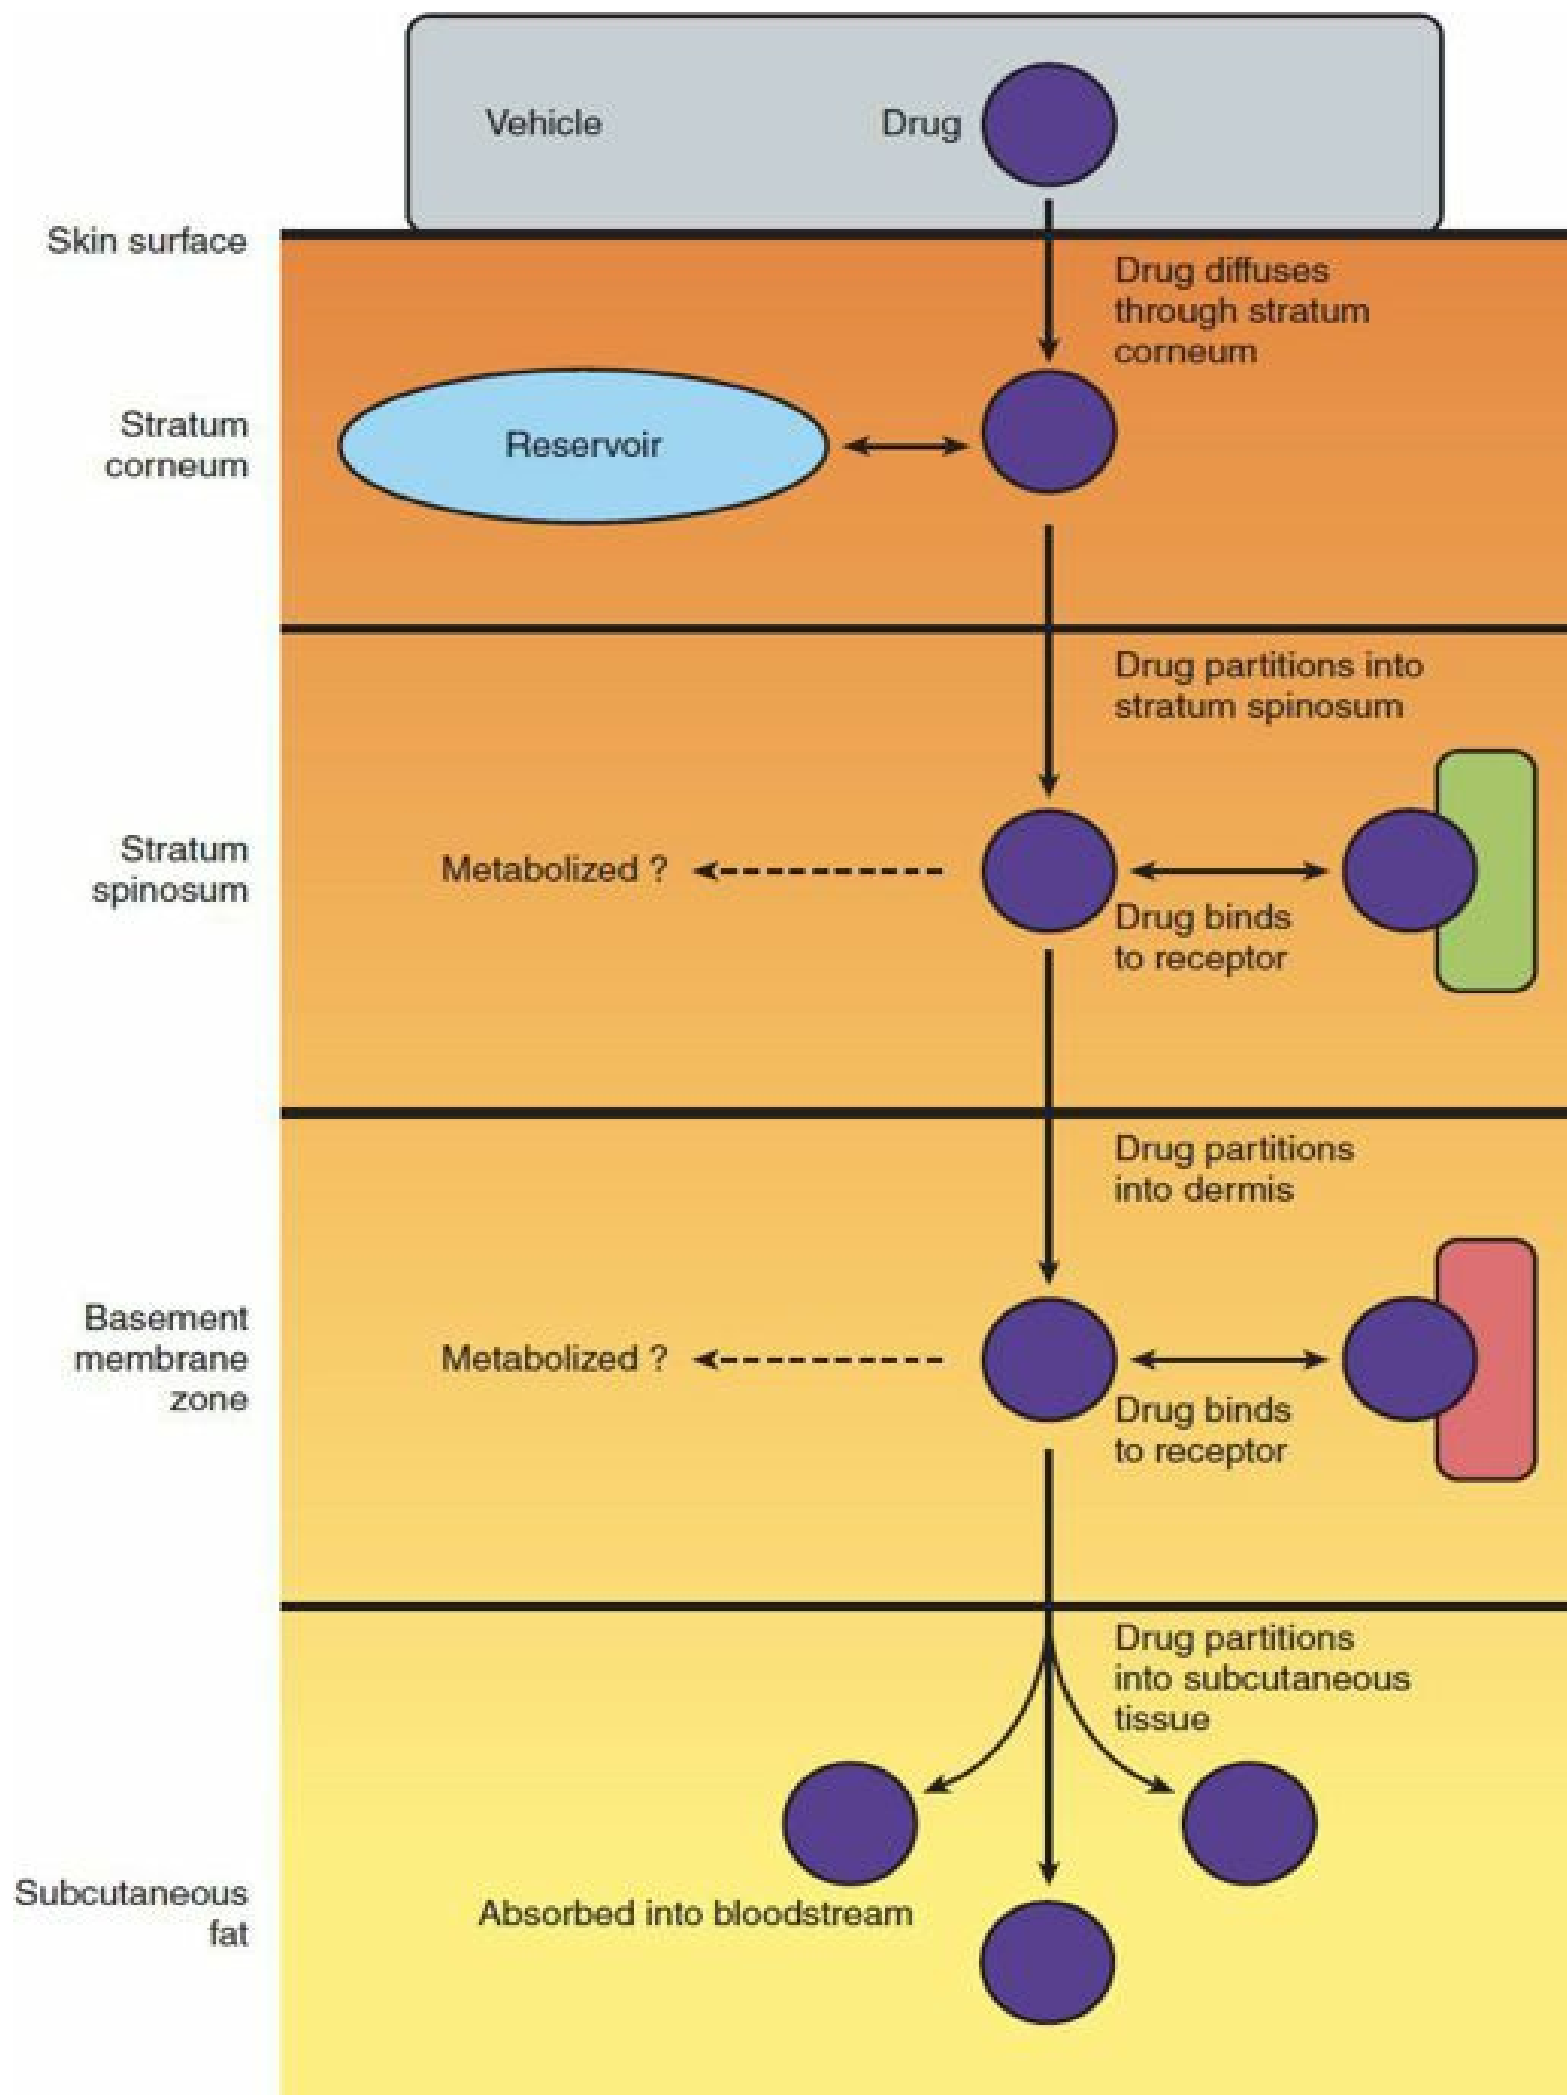 Vehicle
Drug
Skin surface
Drug diffuses
through stratum
corneum
Stratum
corneum
Reservoir
Drug partitions into
stratum spinosum
Stratum
spinosum
Metabolized ?
Drug binds
to receptor
Drug partitions
into dermis
Basement
membrane
zone
Metabolized ?
Drug binds
to receptor
Drug partitions
into subcutaneous
tissue
Subcutaneous
fat
Absorbed into bloodstream